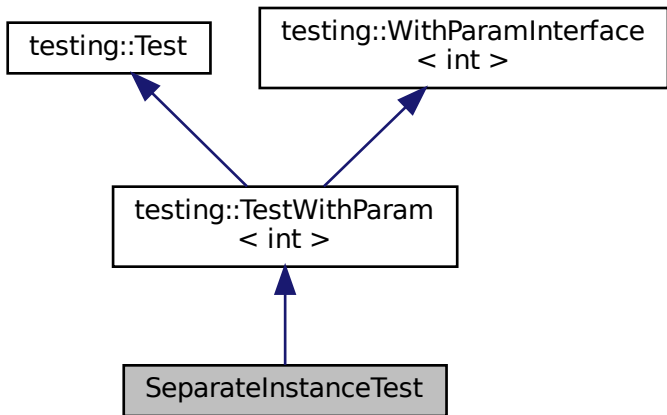 testing::Test
testing::WithParamInterface
< int >
testing::TestWithParam
< int >
SeparateInstanceTest